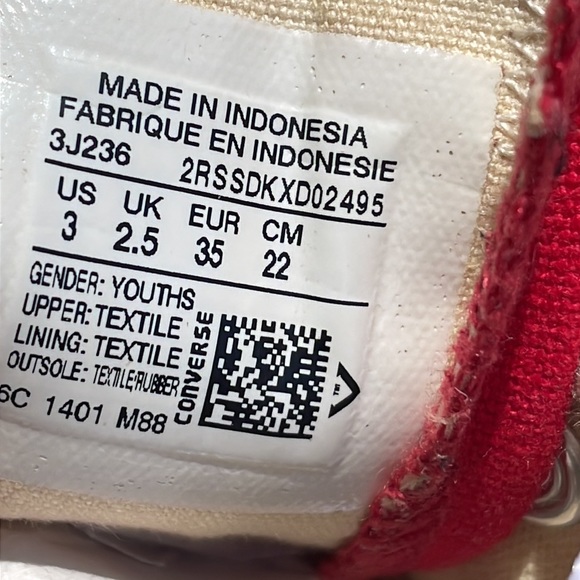 MADE IN INDONESIA
FABRIQUE EN INDONESIE
3J236 2RSSDKXD02495
US UK EUR CM
3 2.5 35 22
GENDER: YOUTHS
UPPER: TEXTILE
LINING: TEXTILE
OUTSOLE: TEXTILE/RUBBER
CONVERSE
6C 1401 M88